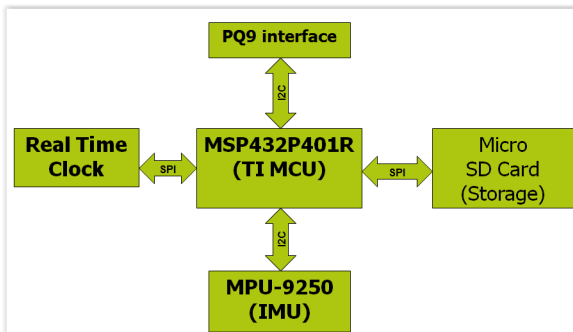 PQ9 interface
I2C
Real Time
Clock
SPI
MSP432P401R
(TI MCU)
SPI
Micro
SD Card
(Storage)
I2C
MPU-9250
(IMU)